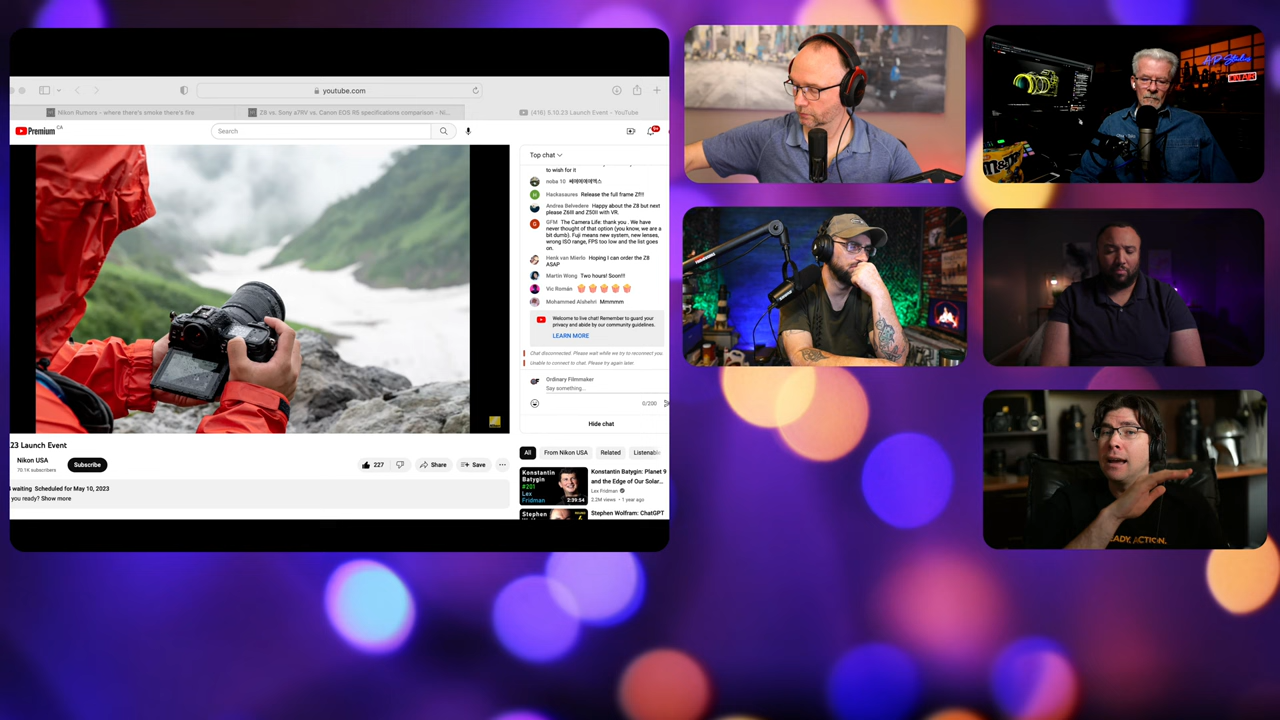 youtube.com
Nikon Rumors - where there's smoke there's fire
Z8 vs. Sony a7RIV vs. Canon EOS R5 specifications comparison - Ni...
(416) 5.10.23 Launch Event - YouTube
Premium CA
Search
9+
Top chat
to wish for it
noba 10
Hackasaures Release the full frame Zf!!!
Andrea Belvedere Happy about the Z8 but next
please Z6III and Z50II with VR.
GFM The Camera Life: thank you . We have
never thought of that option (you know, we are a
bit dumb). Fuji means new system, new lenses,
wrong ISO range, FPS too low and the list goes
on.
Henk van Mierlo Hoping I can order the Z8
ASAP
Martin Wong Two hours! Soon!!!
Vic Román
Mohammed Alshehri Mmmmm
Welcome to live chat! Remember to guard your
privacy and abide by our community guidelines.
LEARN MORE
Chat disconnected. Please wait while we try to reconnect you.
Unable to connect to chat. Please try again later.
Ordinary Filmmaker
Say something...
0/200
Hide chat
23 Launch Event
Nikon USA
Subscribe
227
Share
Save
waiting Scheduled for May 10, 2023
you ready? Show more
All
From Nikon USA
Related
Listenable
Konstantin
Batygin
#201
Lex
Fridman
2:39:54
Konstantin Batygin: Planet 9
and the Edge of Our Solar...
Lex Fridman
2.2M views • 1 year ago
Stephen
Stephen Wolfram: ChatGPT
ON AIR
M&M's
EADY. ACTION.